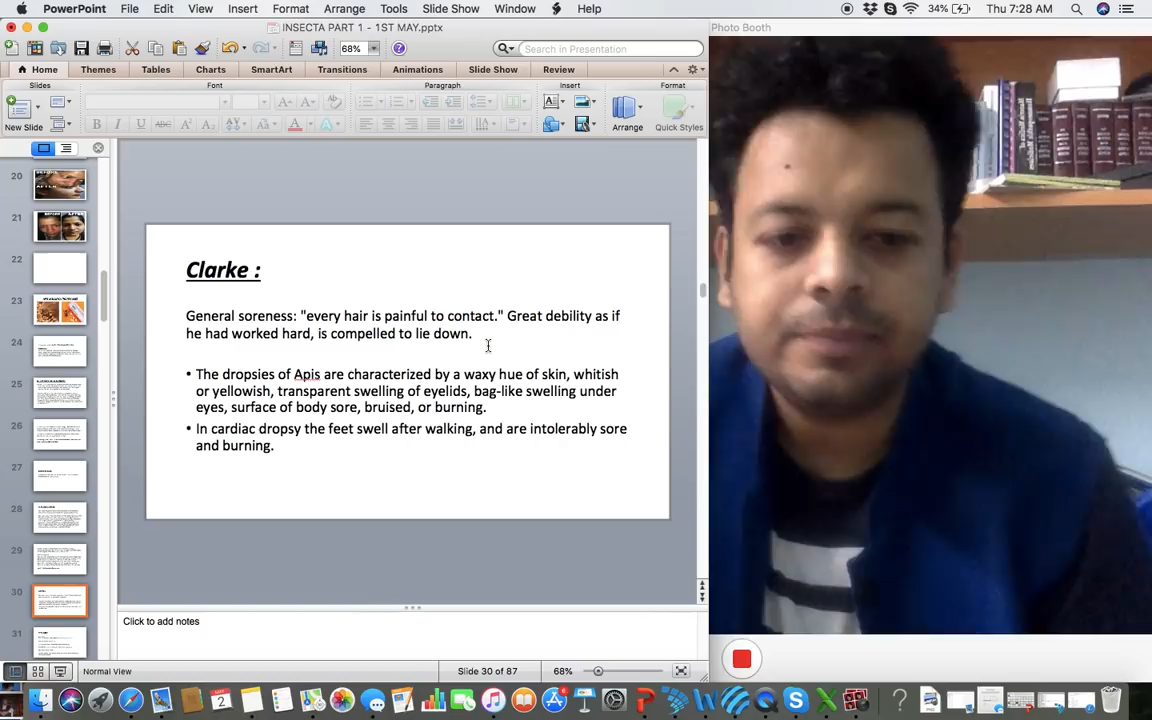 PowerPoint File Edit View Insert Format Arrange Tools Slide Show Window Help 34% Thu 7:28 AM
INSECTA PART 1 - 1ST MAY.pptx
Photo Booth
68% Search in Presentation
Home Themes Tables Charts SmartArt Transitions Animations Slide Show Review
Slides Font Paragraph Insert Format
New Slide Arrange Quick Styles
B I U ABC A² A₂ AV Aa A A
20
21
22
23
24
25
26
27
28
29
30
31
Clarke :
General soreness: "every hair is painful to contact." Great debility as if
he had worked hard, is compelled to lie down.
• The dropsies of Apis are characterized by a waxy hue of skin, whitish
or yellowish, transparent swelling of eyelids, bag-like swelling under
eyes, surface of body sore, bruised, or burning.
• In cardiac dropsy the feet swell after walking, and are intolerably sore
and burning.
Click to add notes
Normal View Slide 30 of 87 68%